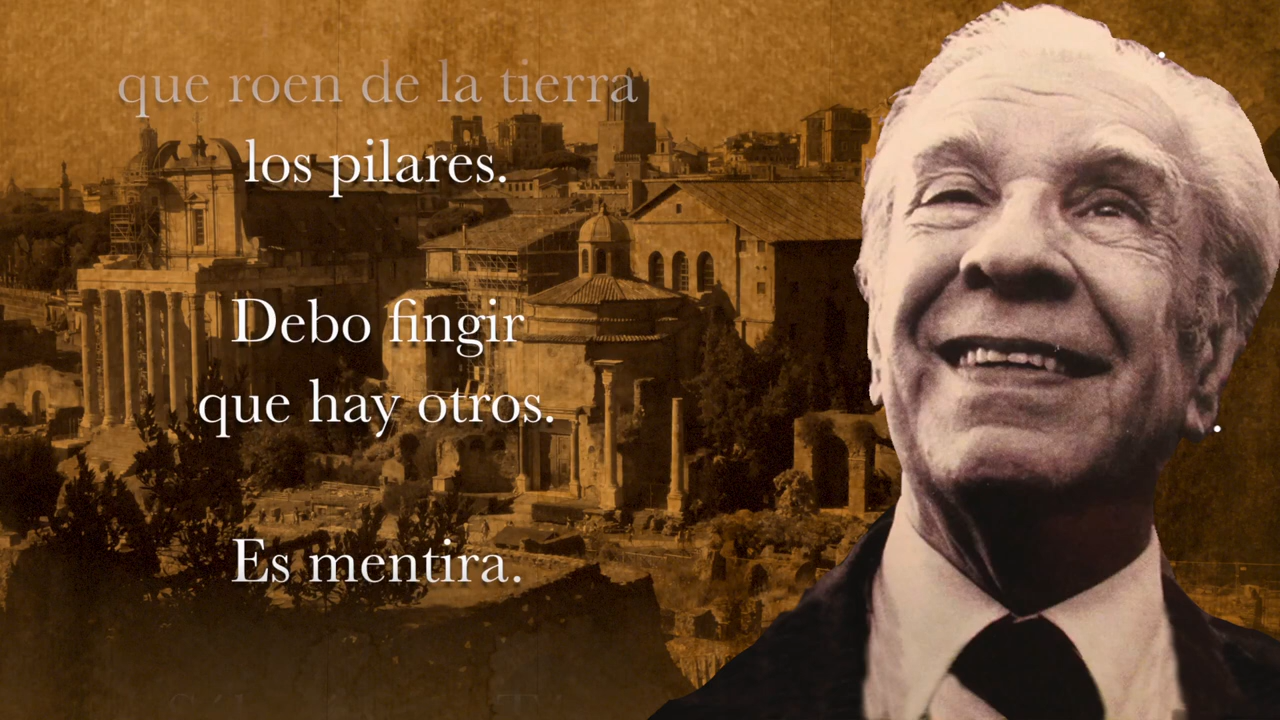 que roen de la tierra
los pilares.
Debo fingir
que hay otros.
Es mentira.